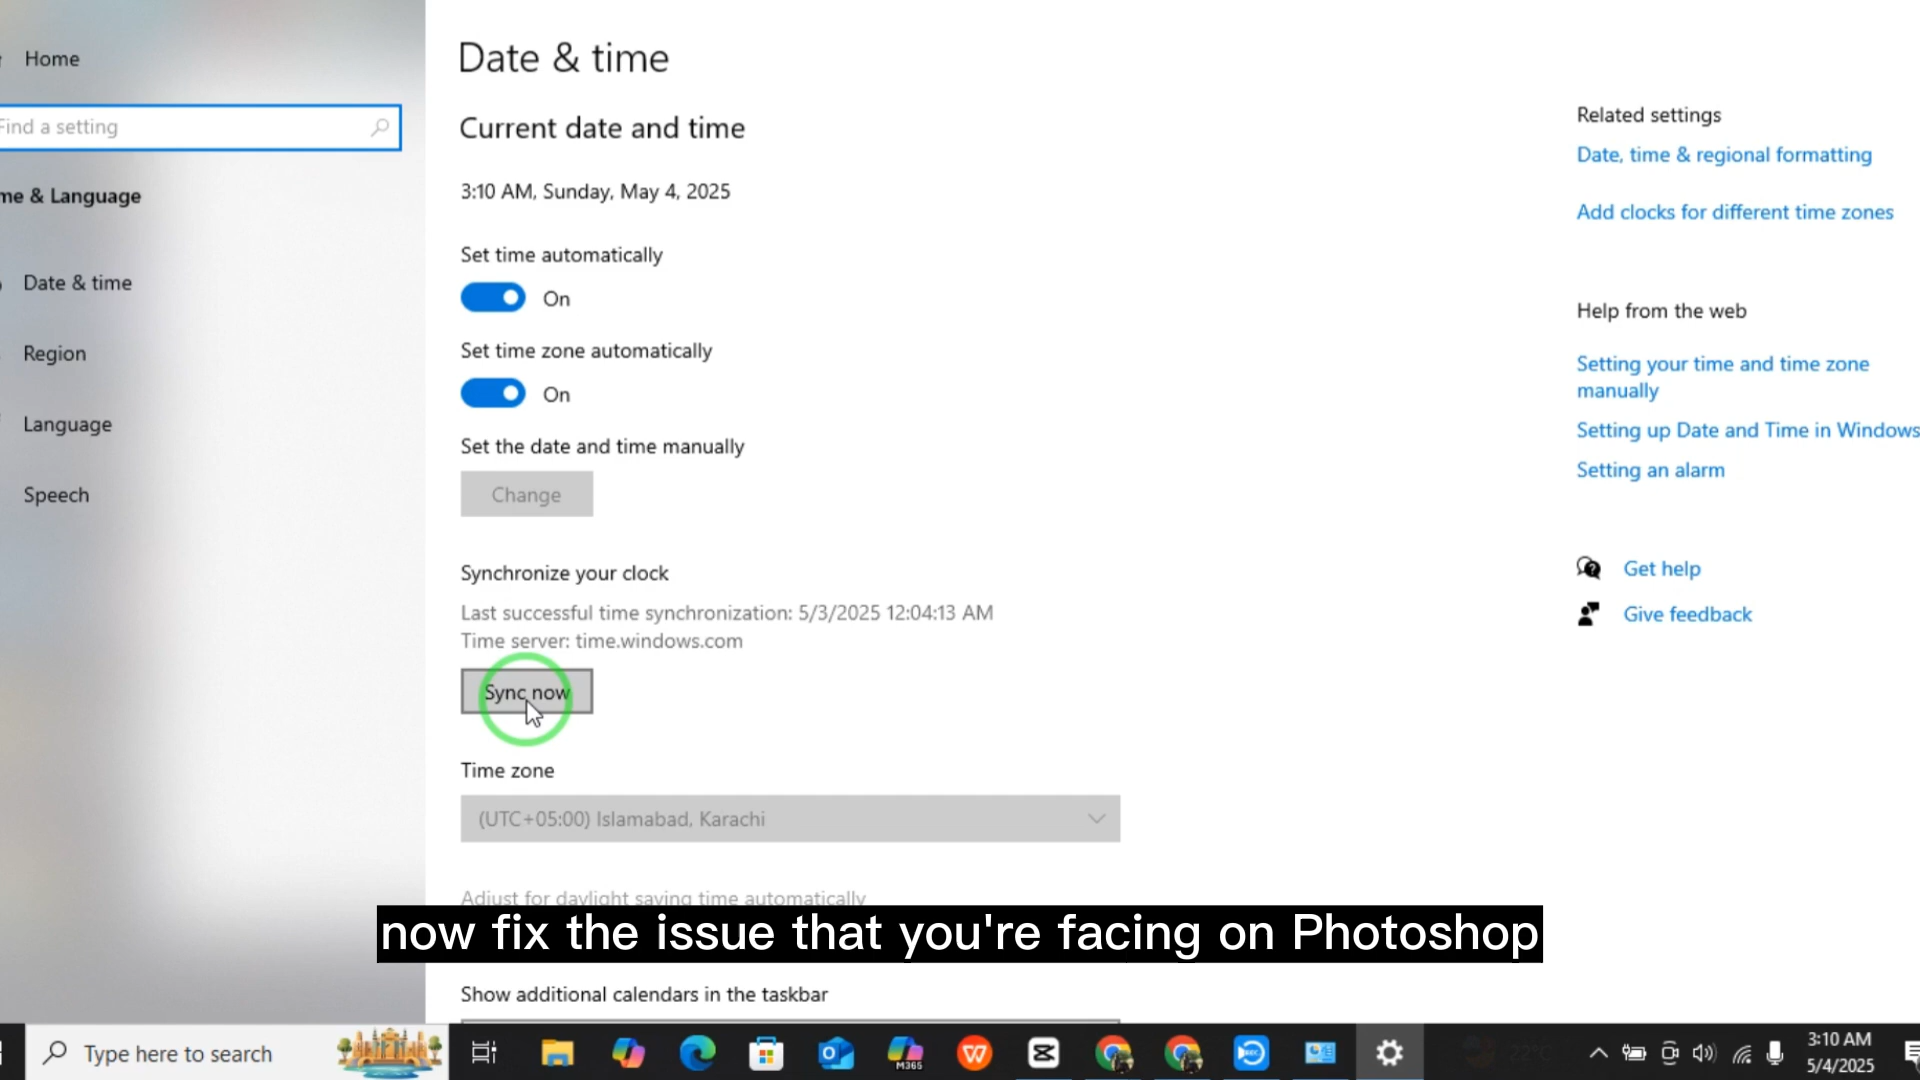 Home
Find a setting
me & Language
Date & time
Region
Language
Speech
Date & time
Current date and time
3:10 AM, Sunday, May 4, 2025
Set time automatically
On
Set time zone automatically
On
Set the date and time manually
Change
Synchronize your clock
Last successful time synchronization: 5/3/2025 12:04:13 AM
Time server: time.windows.com
Sync now
Time zone
(UTC+05:00) Islamabad, Karachi
Adjust for daylight saving time automatically
now fix the issue that you're facing on Photoshop
Show additional calendars in the taskbar
Related settings
Date, time & regional formatting
Add clocks for different time zones
Help from the web
Setting your time and time zone
manually
Setting up Date and Time in Windows
Setting an alarm
Get help
Give feedback
Type here to search
M365
REC
22°C
3:10 AM
5/4/2025